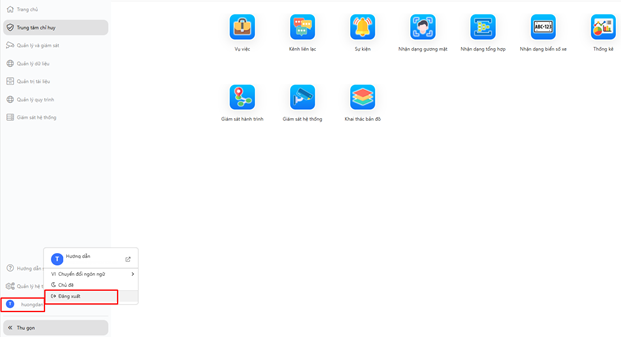 Trang chủ
Trung tâm chỉ huy
Quản lý và giám sát
Quản lý dữ liệu
Quản trị tài liệu
Quản lý quy trình
Giám sát hệ thống
Vụ việc
Kênh liên lạc
Sự kiện
Nhận dạng gương mặt
Nhận dạng tổng hợp
ABC•123
Nhận dạng biển số xe
Thống kê
Giám sát hành trình
Giám sát hệ thống
Khai thác bản đồ
T Hướng dẫn
VI Chuyển đổi ngôn ngữ
Chủ đề
Đăng xuất
Hướng dẫn
Quản lý hệ
T huongdan
Thu gọn